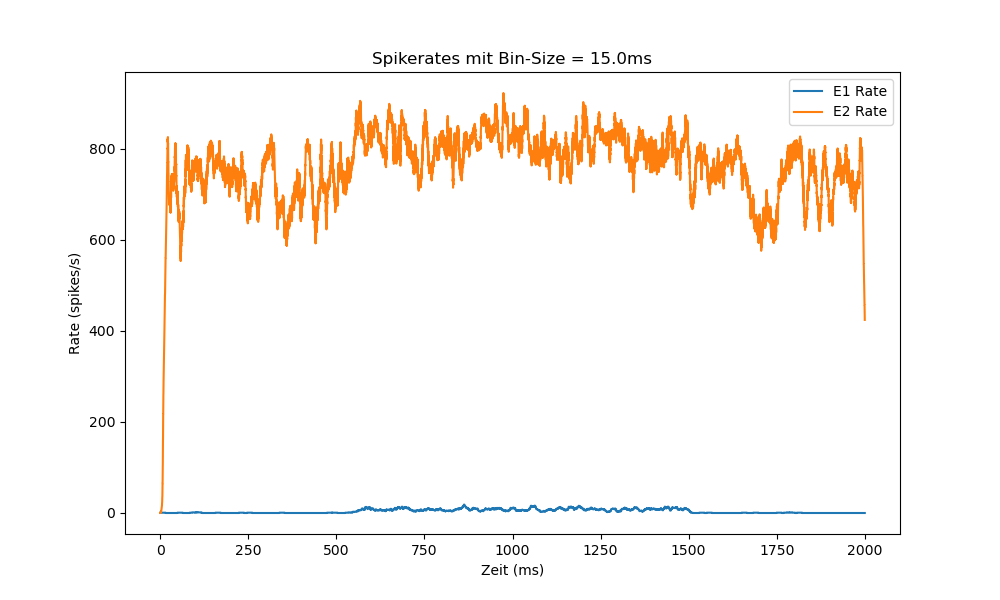 Spikerates mit Bin-Size = 15.0ms
E1 Rate
E2 Rate
800
600
400
200
0
Rate (spikes/s)
0 250 500 750 1000 1250 1500 1750 2000
Zeit (ms)